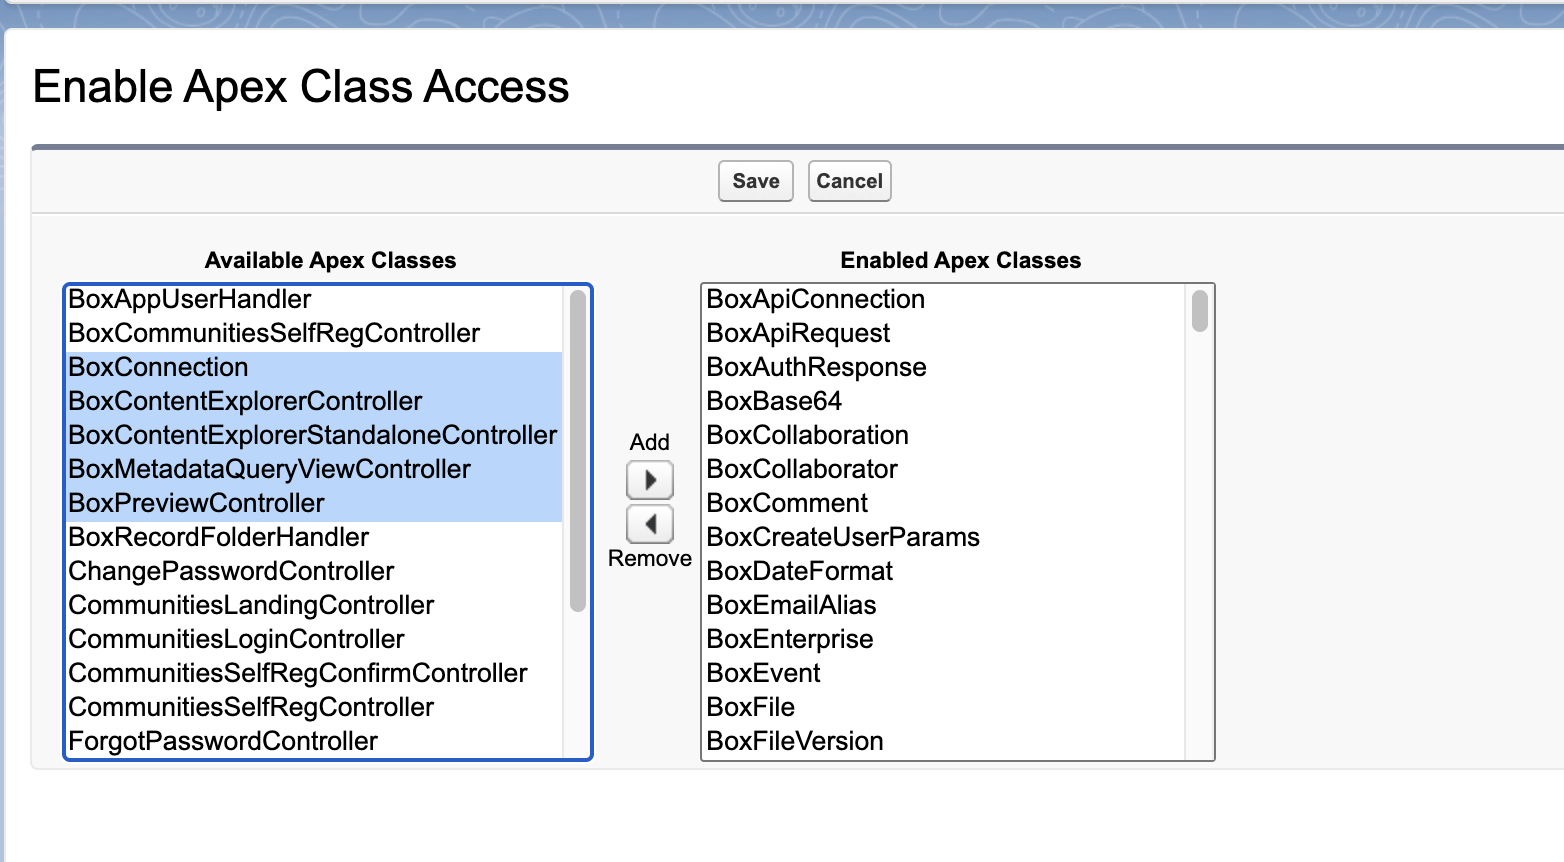 Enable Apex Class Access
Save Cancel
Available Apex Classes
BoxAppUserHandler
BoxCommunitiesSelfRegController
BoxConnection
BoxContentExplorerController
BoxContentExplorerStandaloneController
BoxMetadataQueryViewController
BoxPreviewController
BoxRecordFolderHandler
ChangePasswordController
CommunitiesLandingController
CommunitiesLoginController
CommunitiesSelfRegConfirmController
CommunitiesSelfRegController
ForgotPasswordController
Add
Remove
Enabled Apex Classes
BoxApiConnection
BoxApiRequest
BoxAuthResponse
BoxBase64
BoxCollaboration
BoxCollaborator
BoxComment
BoxCreateUserParams
BoxDateFormat
BoxEmailAlias
BoxEnterprise
BoxEvent
BoxFile
BoxFileVersion